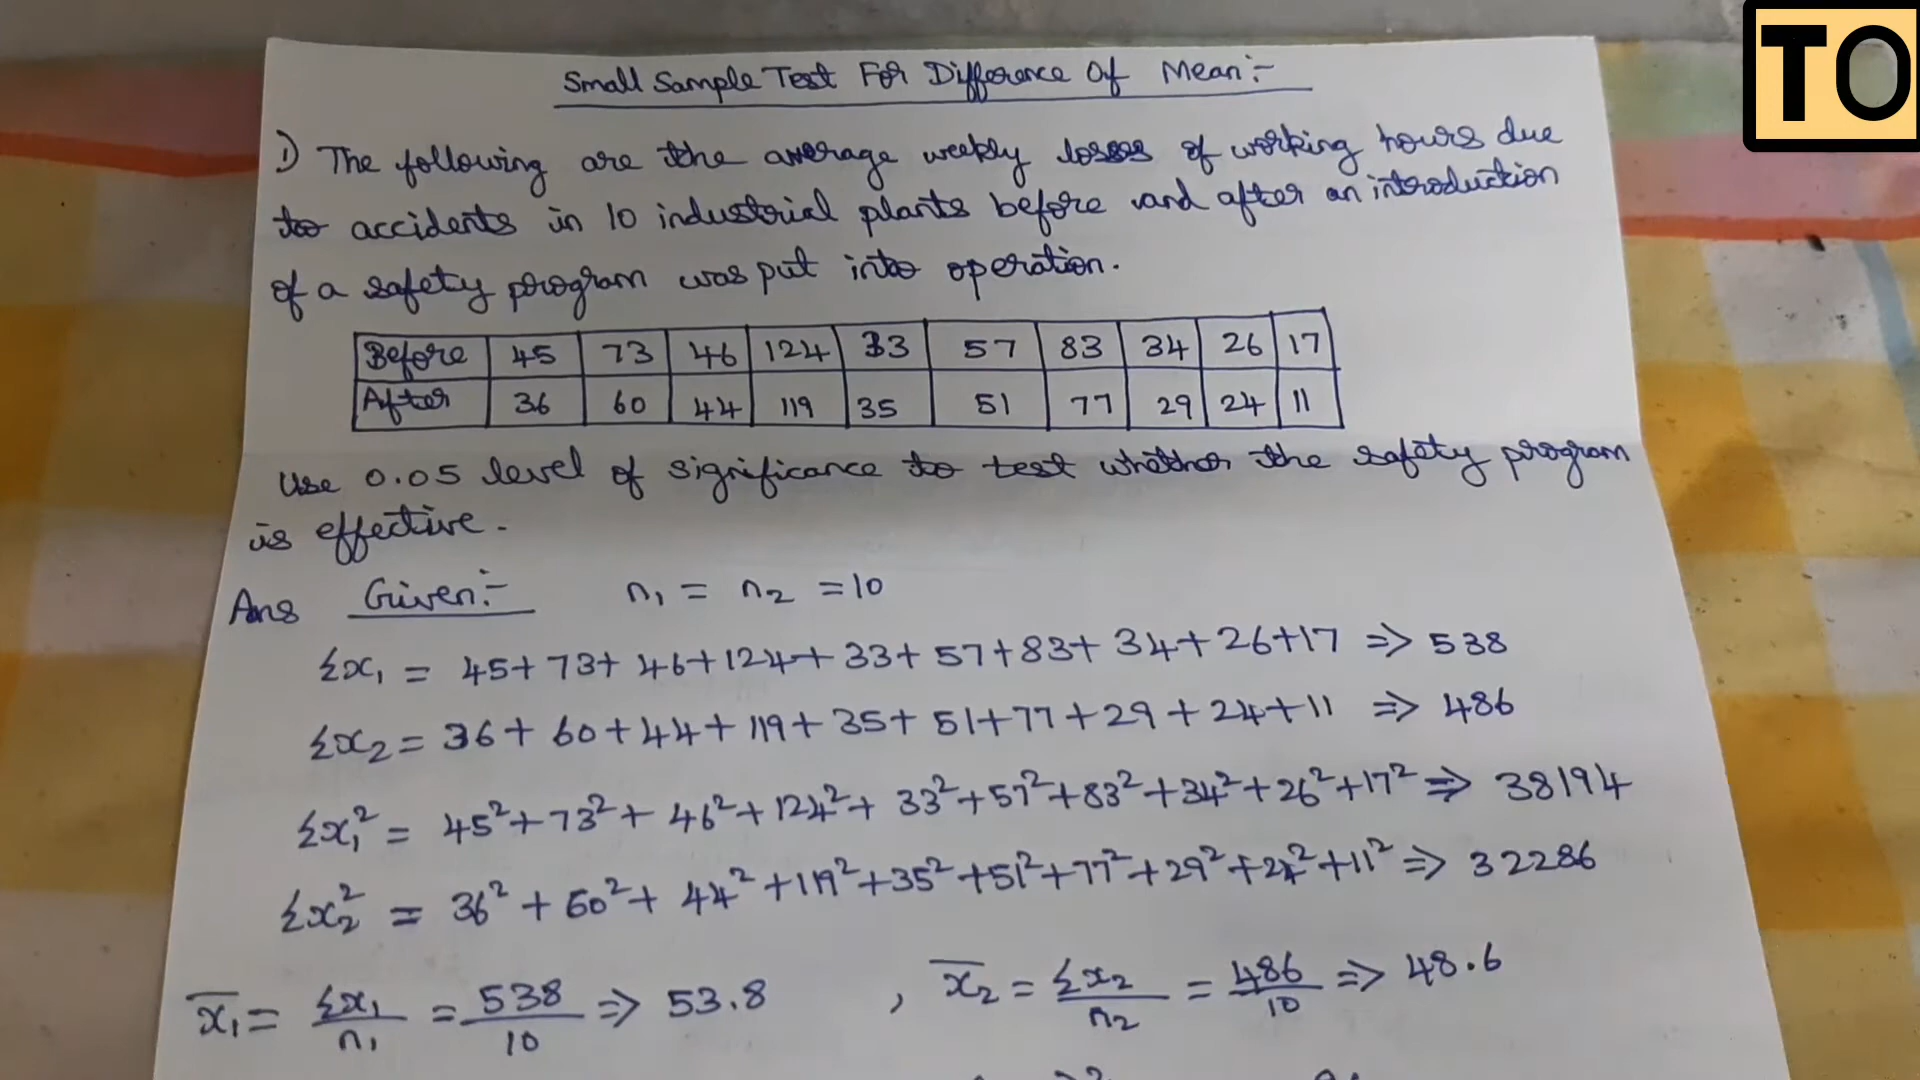 TO
Small Sample Test For Difference Of Mean:-
1) The following are the average weekly losses of working hours due
to accidents in 10 industrial plants before and after an introduction
of a safety program was put into operation.
Before 45 73 46 124 33 57 83 34 26 17
After 36 60 44 119 35 51 77 29 24 11
Use 0.05 level of significance to test whether the safety program
is effective.
Ans Given:- n₁ = n₂ = 10
Σx₁ = 45+73+46+124+33+57+83+34+26+17 => 538
Σx₂ = 36+60+44+119+35+51+77+29+24+11 => 486
Σx₁² = 45²+73²+46²+124²+33²+57²+83²+34²+26²+17² => 38194
Σx₂² = 36²+60²+44²+119²+35²+51²+77²+29²+24²+11² => 32286
x̄₁ = Σx₁/n₁ = 538/10 => 53.8 , x̄₂ = Σx₂/n₂ = 486/10 => 48.6